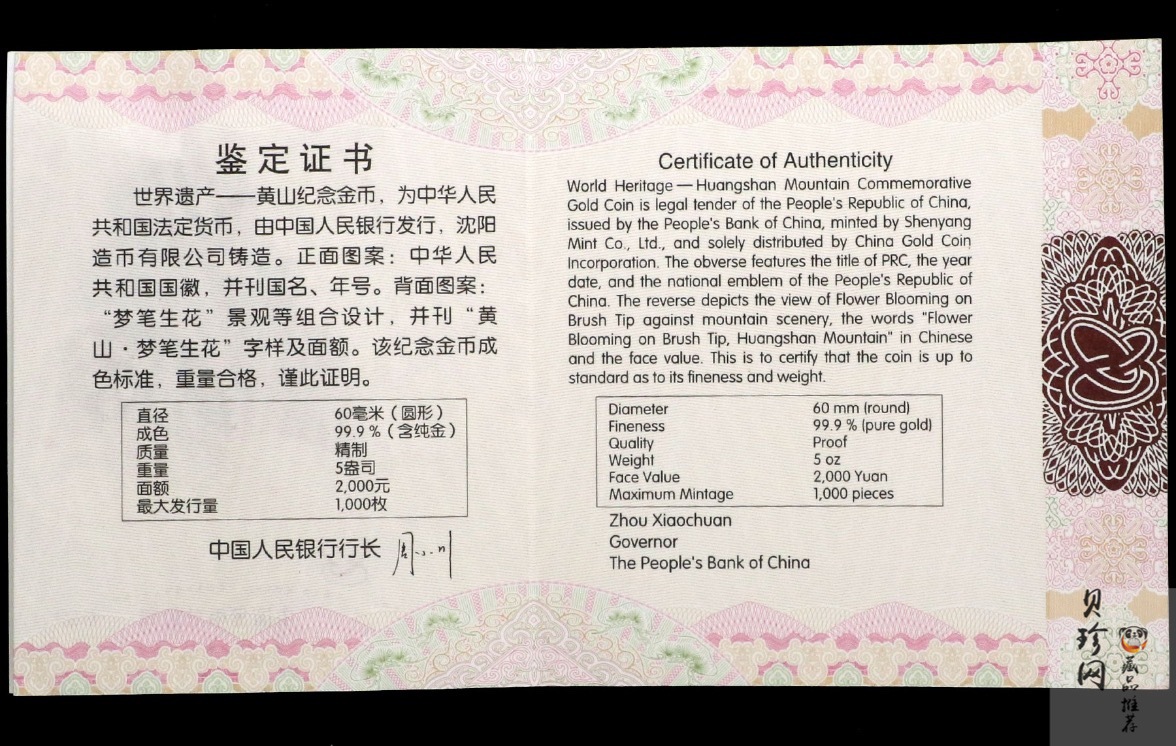 鉴定证书
世界遗产——黄山纪念金币，为中华人民
共和国法定货币，由中国人民银行发行，沈阳
造币有限公司铸造。正面图案：中华人民
共和国国徽，并刊国名、年号。背面图案：
“梦笔生花”景观等组合设计，并刊“黄
山·梦笔生花”字样及面额。该纪念金币成
色标准，重量合格，谨此证明。
直径 60毫米（圆形）
成色 99.9％（含纯金）
质量 精制
重量 5盎司
面额 2,000元
最大发行量 1,000枚
中国人民银行行长 周小川
Certificate of Authenticity
World Heritage — Huangshan Mountain Commemorative
Gold Coin is legal tender of the People's Republic of China,
issued by the People's Bank of China, minted by Shenyang
Mint Co., Ltd., and solely distributed by China Gold Coin
Incorporation. The obverse features the title of PRC, the year
date, and the national emblem of the People's Republic of
China. The reverse depicts the view of Flower Blooming on
Brush Tip against mountain scenery, the words "Flower
Blooming on Brush Tip, Huangshan Mountain" in Chinese
and the face value. This is to certify that the coin is up to
standard as to its fineness and weight.
Diameter 60 mm (round)
Fineness 99.9 % (pure gold)
Quality Proof
Weight 5 oz
Face Value 2,000 Yuan
Maximum Mintage 1,000 pieces
Zhou Xiaochuan
Governor
The People's Bank of China
贝珍网
藏品推荐